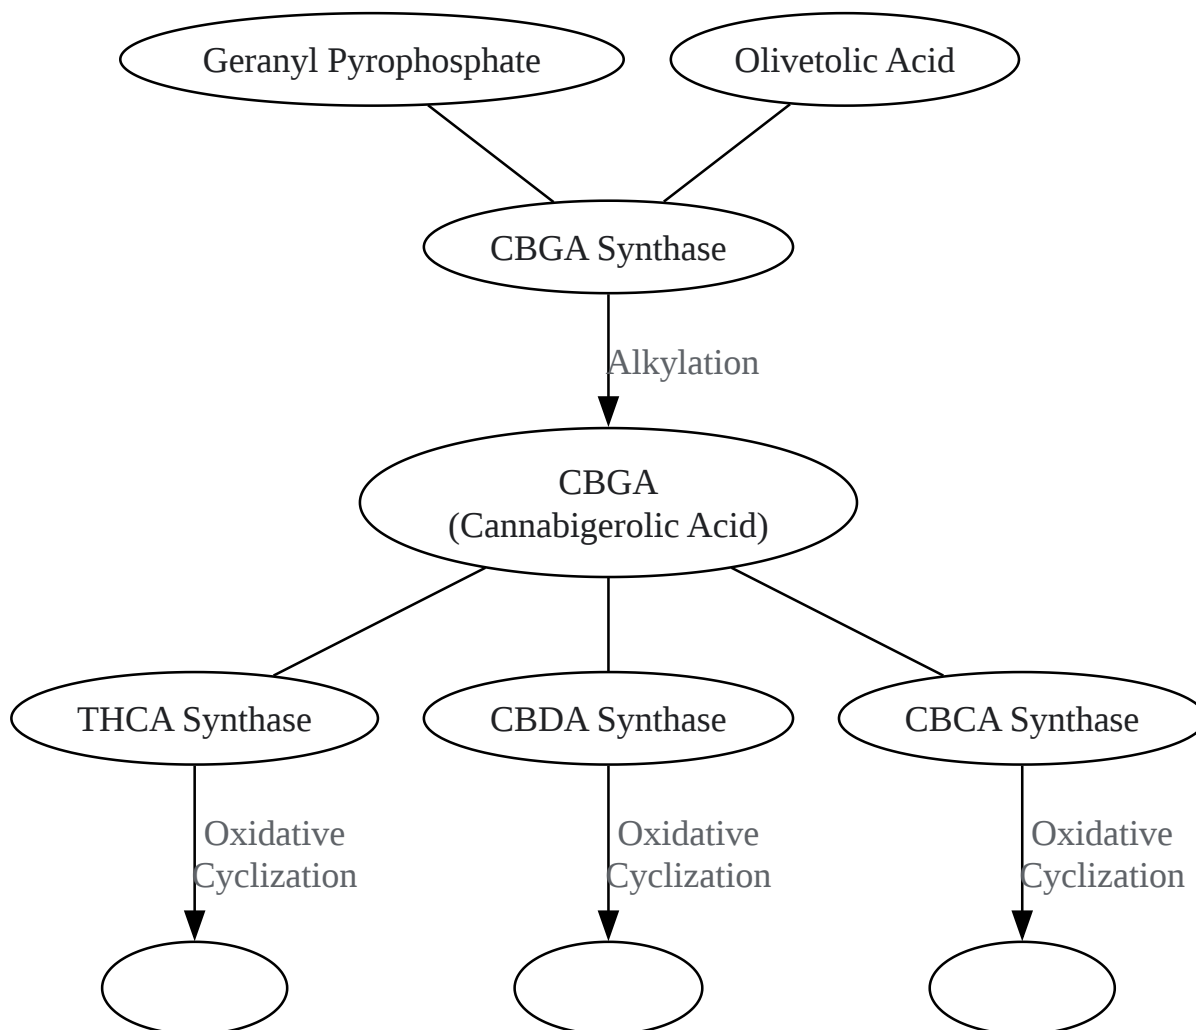 Geranyl Pyrophosphate
Olivetolic Acid
CBGA Synthase
Alkylation
CBGA
(Cannabigerolic Acid)
THCA Synthase
CBDA Synthase
CBCA Synthase
Oxidative
Cyclization
Oxidative
Cyclization
Oxidative
Cyclization